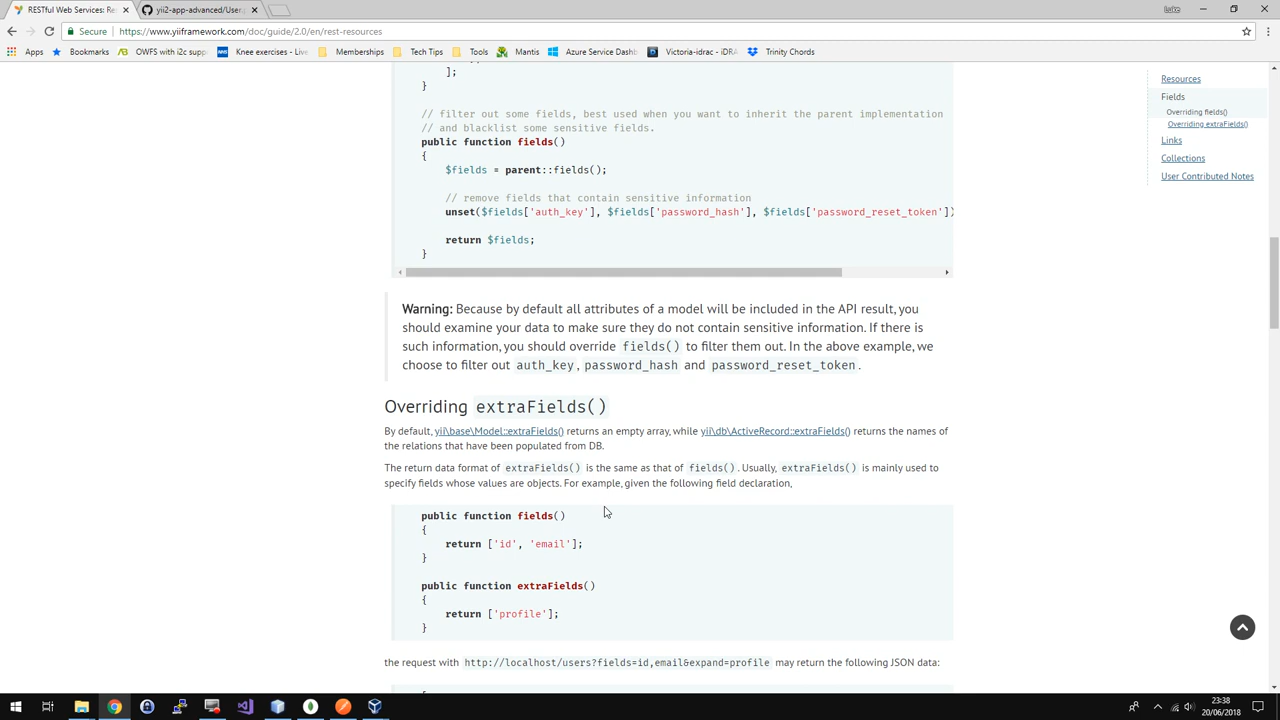 RESTful Web Services: Re
yii2-app-advanced/User.p
Secure
https://www.yiiframework.com/doc/guide/2.0/en/rest-resources
Apps
Bookmarks
OWFS with i2c suppo
Knee exercises - Live
Memberships
Tech Tips
Tools
Mantis
Azure Service Dashb
Victoria-idrac - iDRA
Trinity Chords
];
}
// filter out some fields, best used when you want to inherit the parent implementation
// and blacklist some sensitive fields.
public function fields()
{
$fields = parent::fields();
// remove fields that contain sensitive information
unset($fields['auth_key'], $fields['password_hash'], $fields['password_reset_token'])
return $fields;
}
Warning: Because by default all attributes of a model will be included in the API result, you
should examine your data to make sure they do not contain sensitive information. If there is
such information, you should override fields() to filter them out. In the above example, we
choose to filter out auth_key, password_hash and password_reset_token.
Overriding extraFields()
By default, yii\base\Model::extraFields() returns an empty array, while yii\db\ActiveRecord::extraFields() returns the names of
the relations that have been populated from DB.
The return data format of extraFields() is the same as that of fields(). Usually, extraFields() is mainly used to
specify fields whose values are objects. For example, given the following field declaration,
public function fields()
{
return ['id', 'email'];
}
public function extraFields()
{
return ['profile'];
}
the request with http://localhost/users?fields=id,email&expand=profile may return the following JSON data:
Resources
Fields
Overriding fields()
Overriding extraFields()
Links
Collections
User Contributed Notes
23:38
20/06/2018